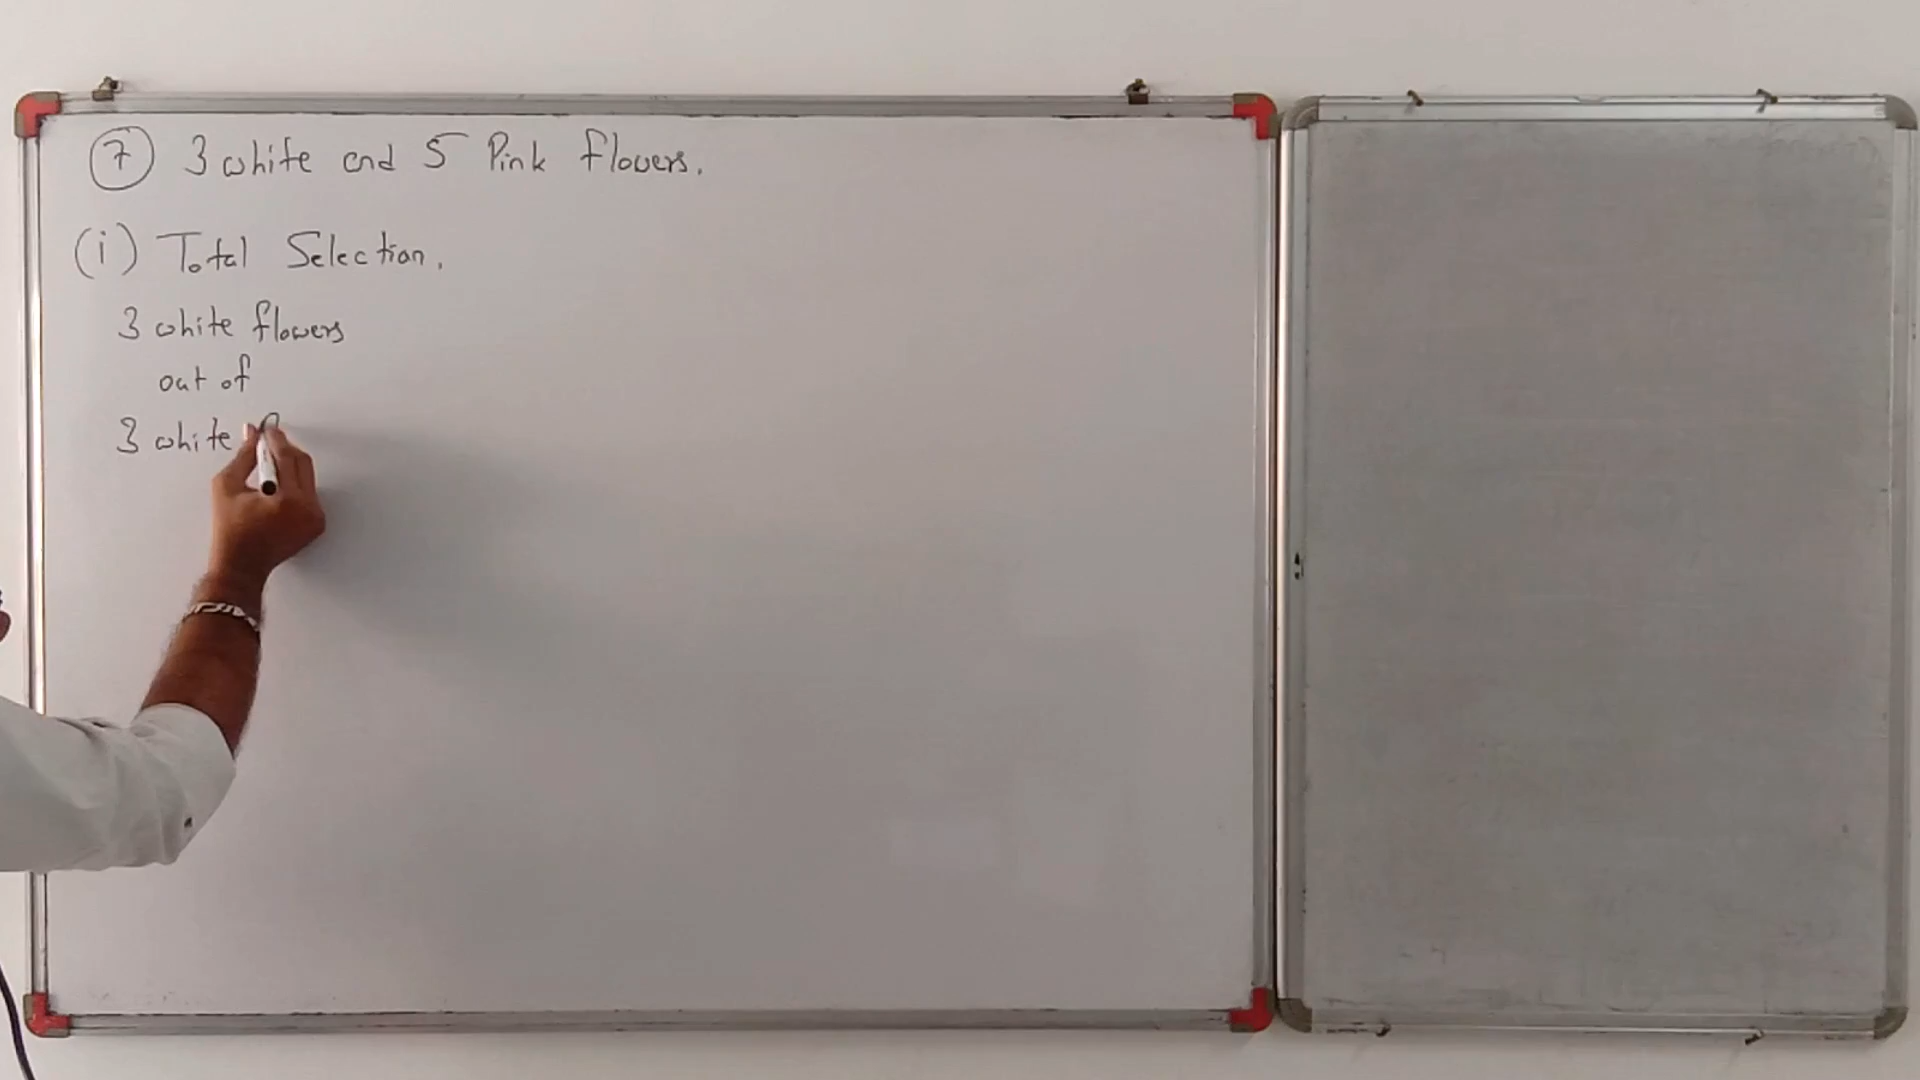 7 3 white and 5 Pink flowers.
(i) Total Selection.
3 white flowers
out of
3 white